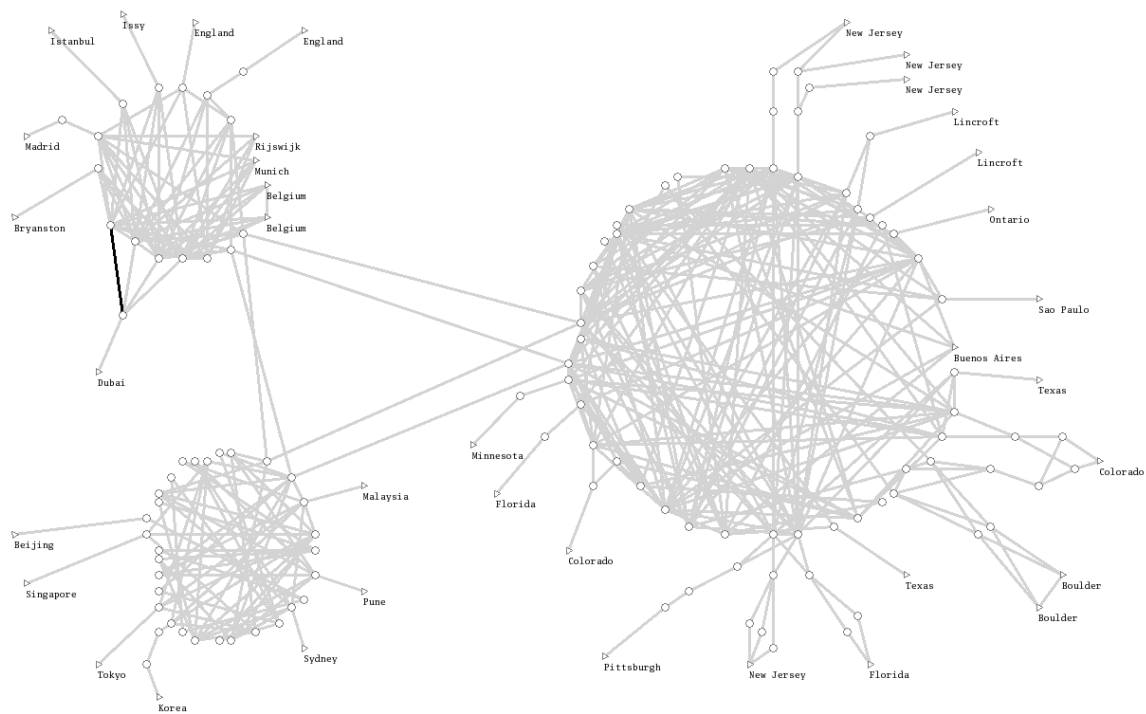 Issy
England
New Jersey
Istanbul
England
New Jersey
New Jersey
Lincroft
Madrid
Rijswijk
Lincroft
Munich
Belgium
Ontario
Bryanston
Belgium
Sao Paulo
Buenos Aires
Dubai
Texas
Minnesota
Colorado
Malaysia
Florida
Beijing
Colorado
Singapore
Pune
Texas
Boulder
Boulder
Sydney
Pittsburgh
Tokyo
New Jersey
Florida
Korea